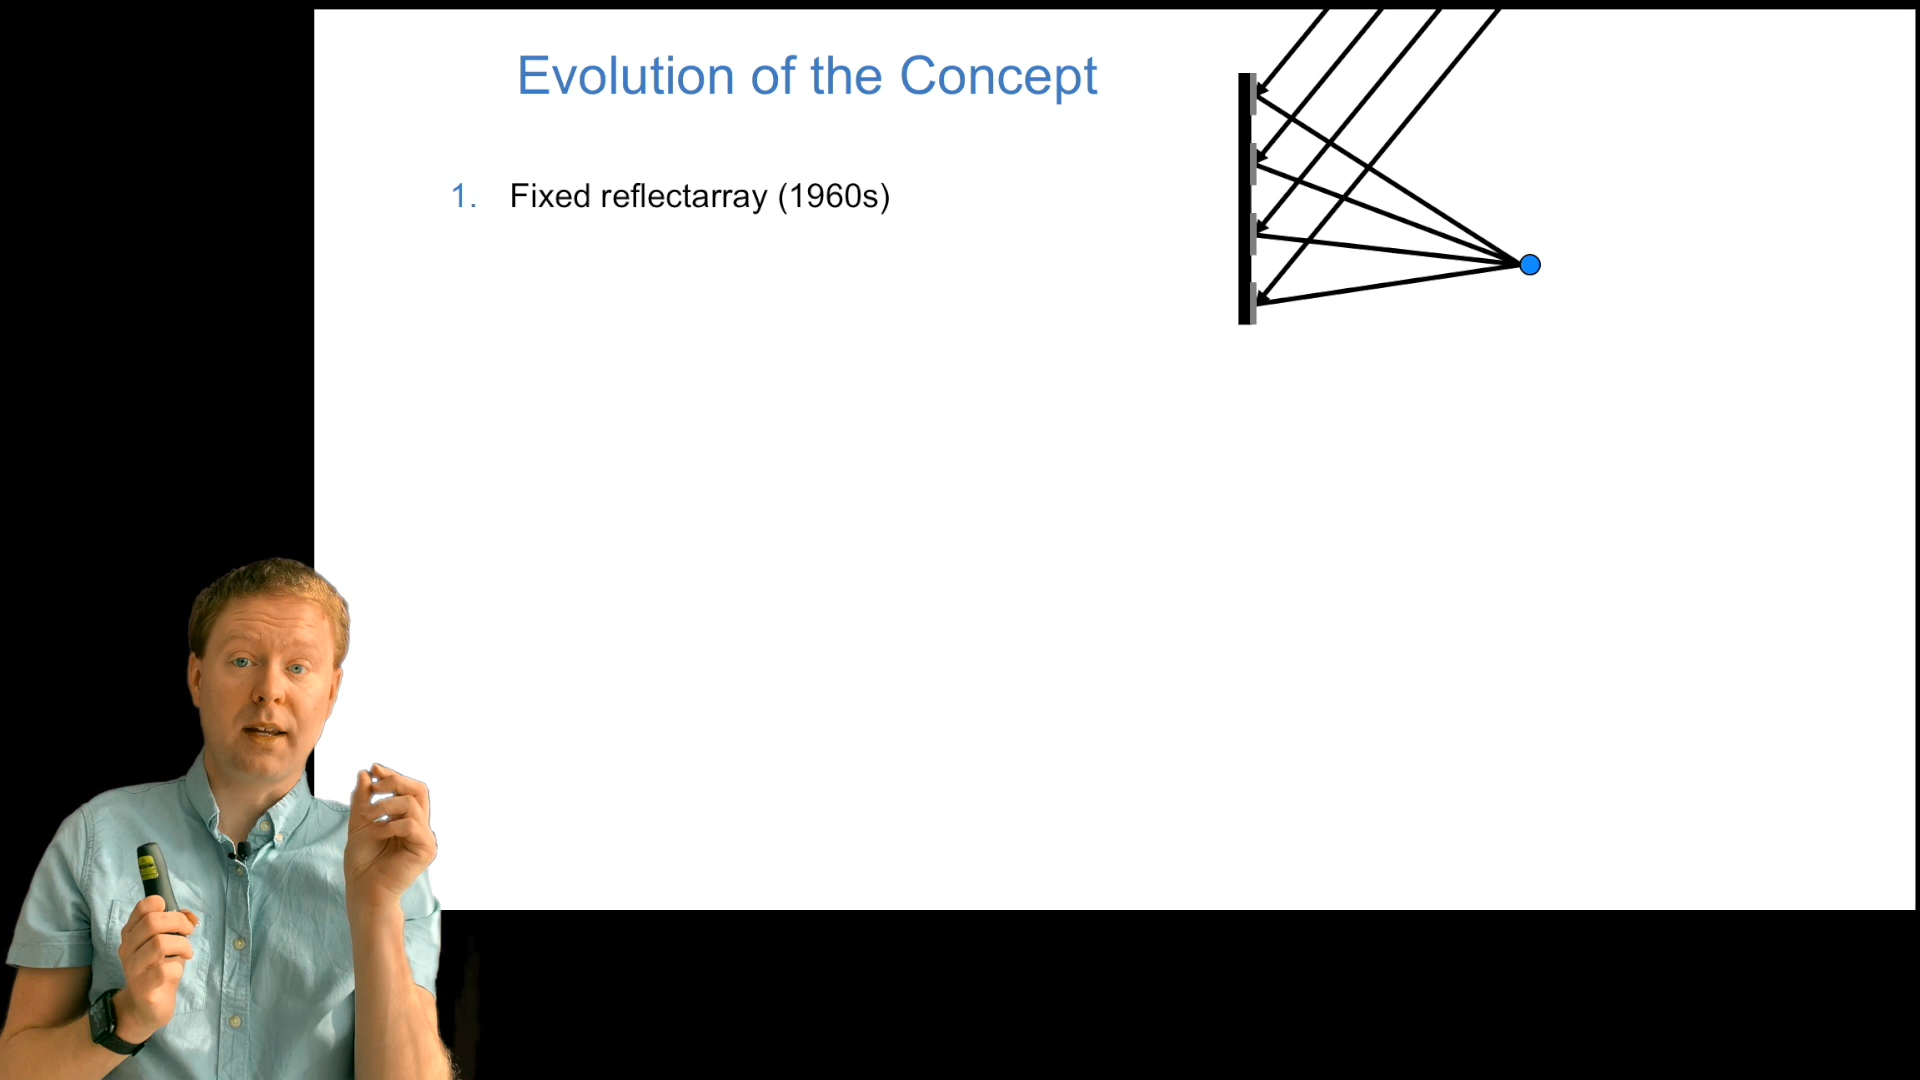 Evolution of the Concept
1. Fixed reflectarray (1960s)